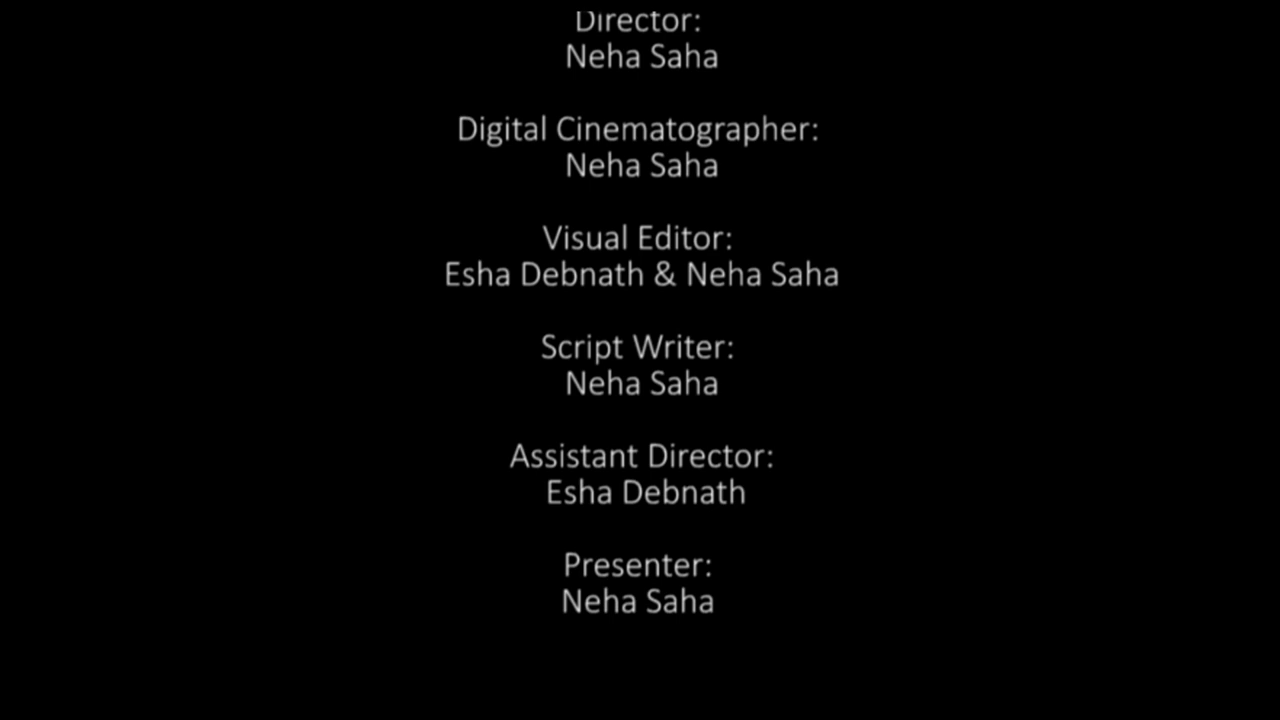 Director:
Neha Saha
Digital Cinematographer:
Neha Saha
Visual Editor:
Esha Debnath & Neha Saha
Script Writer:
Neha Saha
Assistant Director:
Esha Debnath
Presenter:
Neha Saha